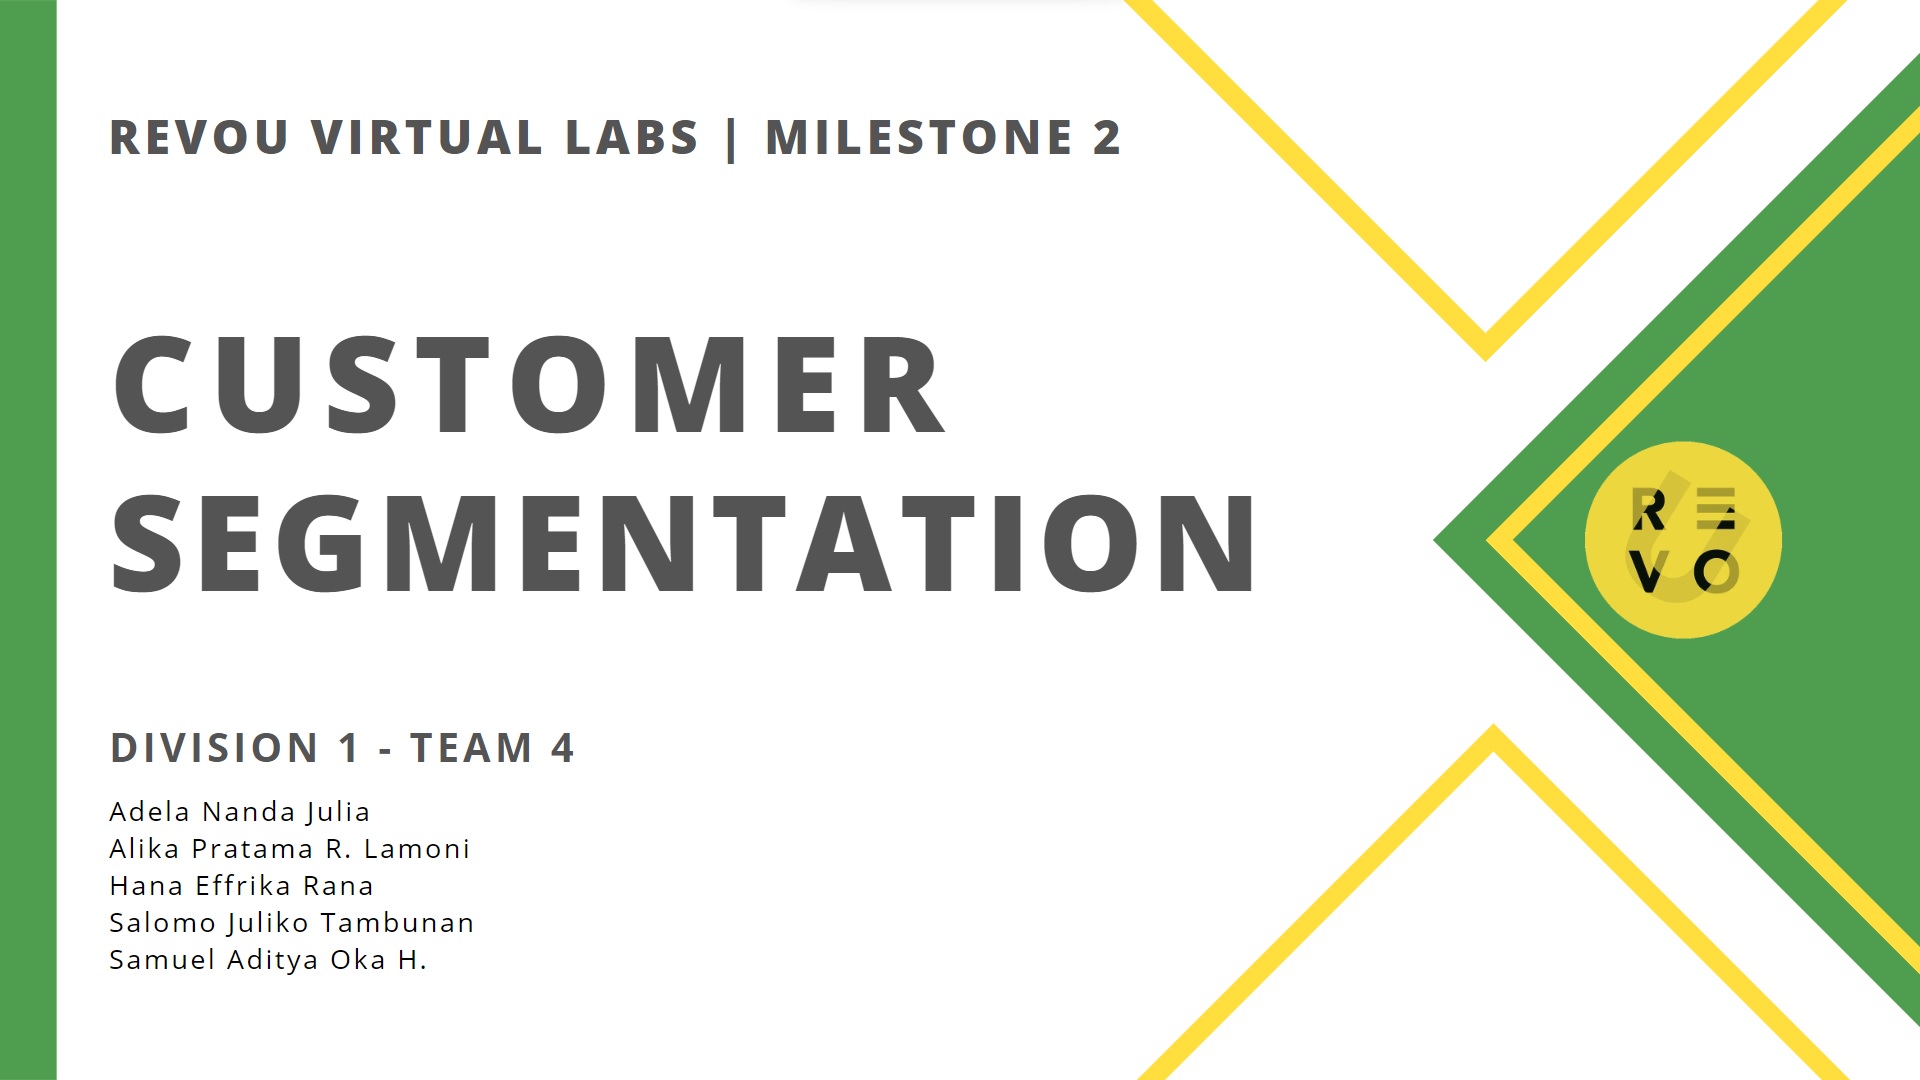 REVOU VIRTUAL LABS | MILESTONE 2
CUSTOMER
SEGMENTATION
R E
V O
U
DIVISION 1 - TEAM 4
Adela Nanda Julia
Alika Pratama R. Lamoni
Hana Effrika Rana
Salomo Juliko Tambunan
Samuel Aditya Oka H.